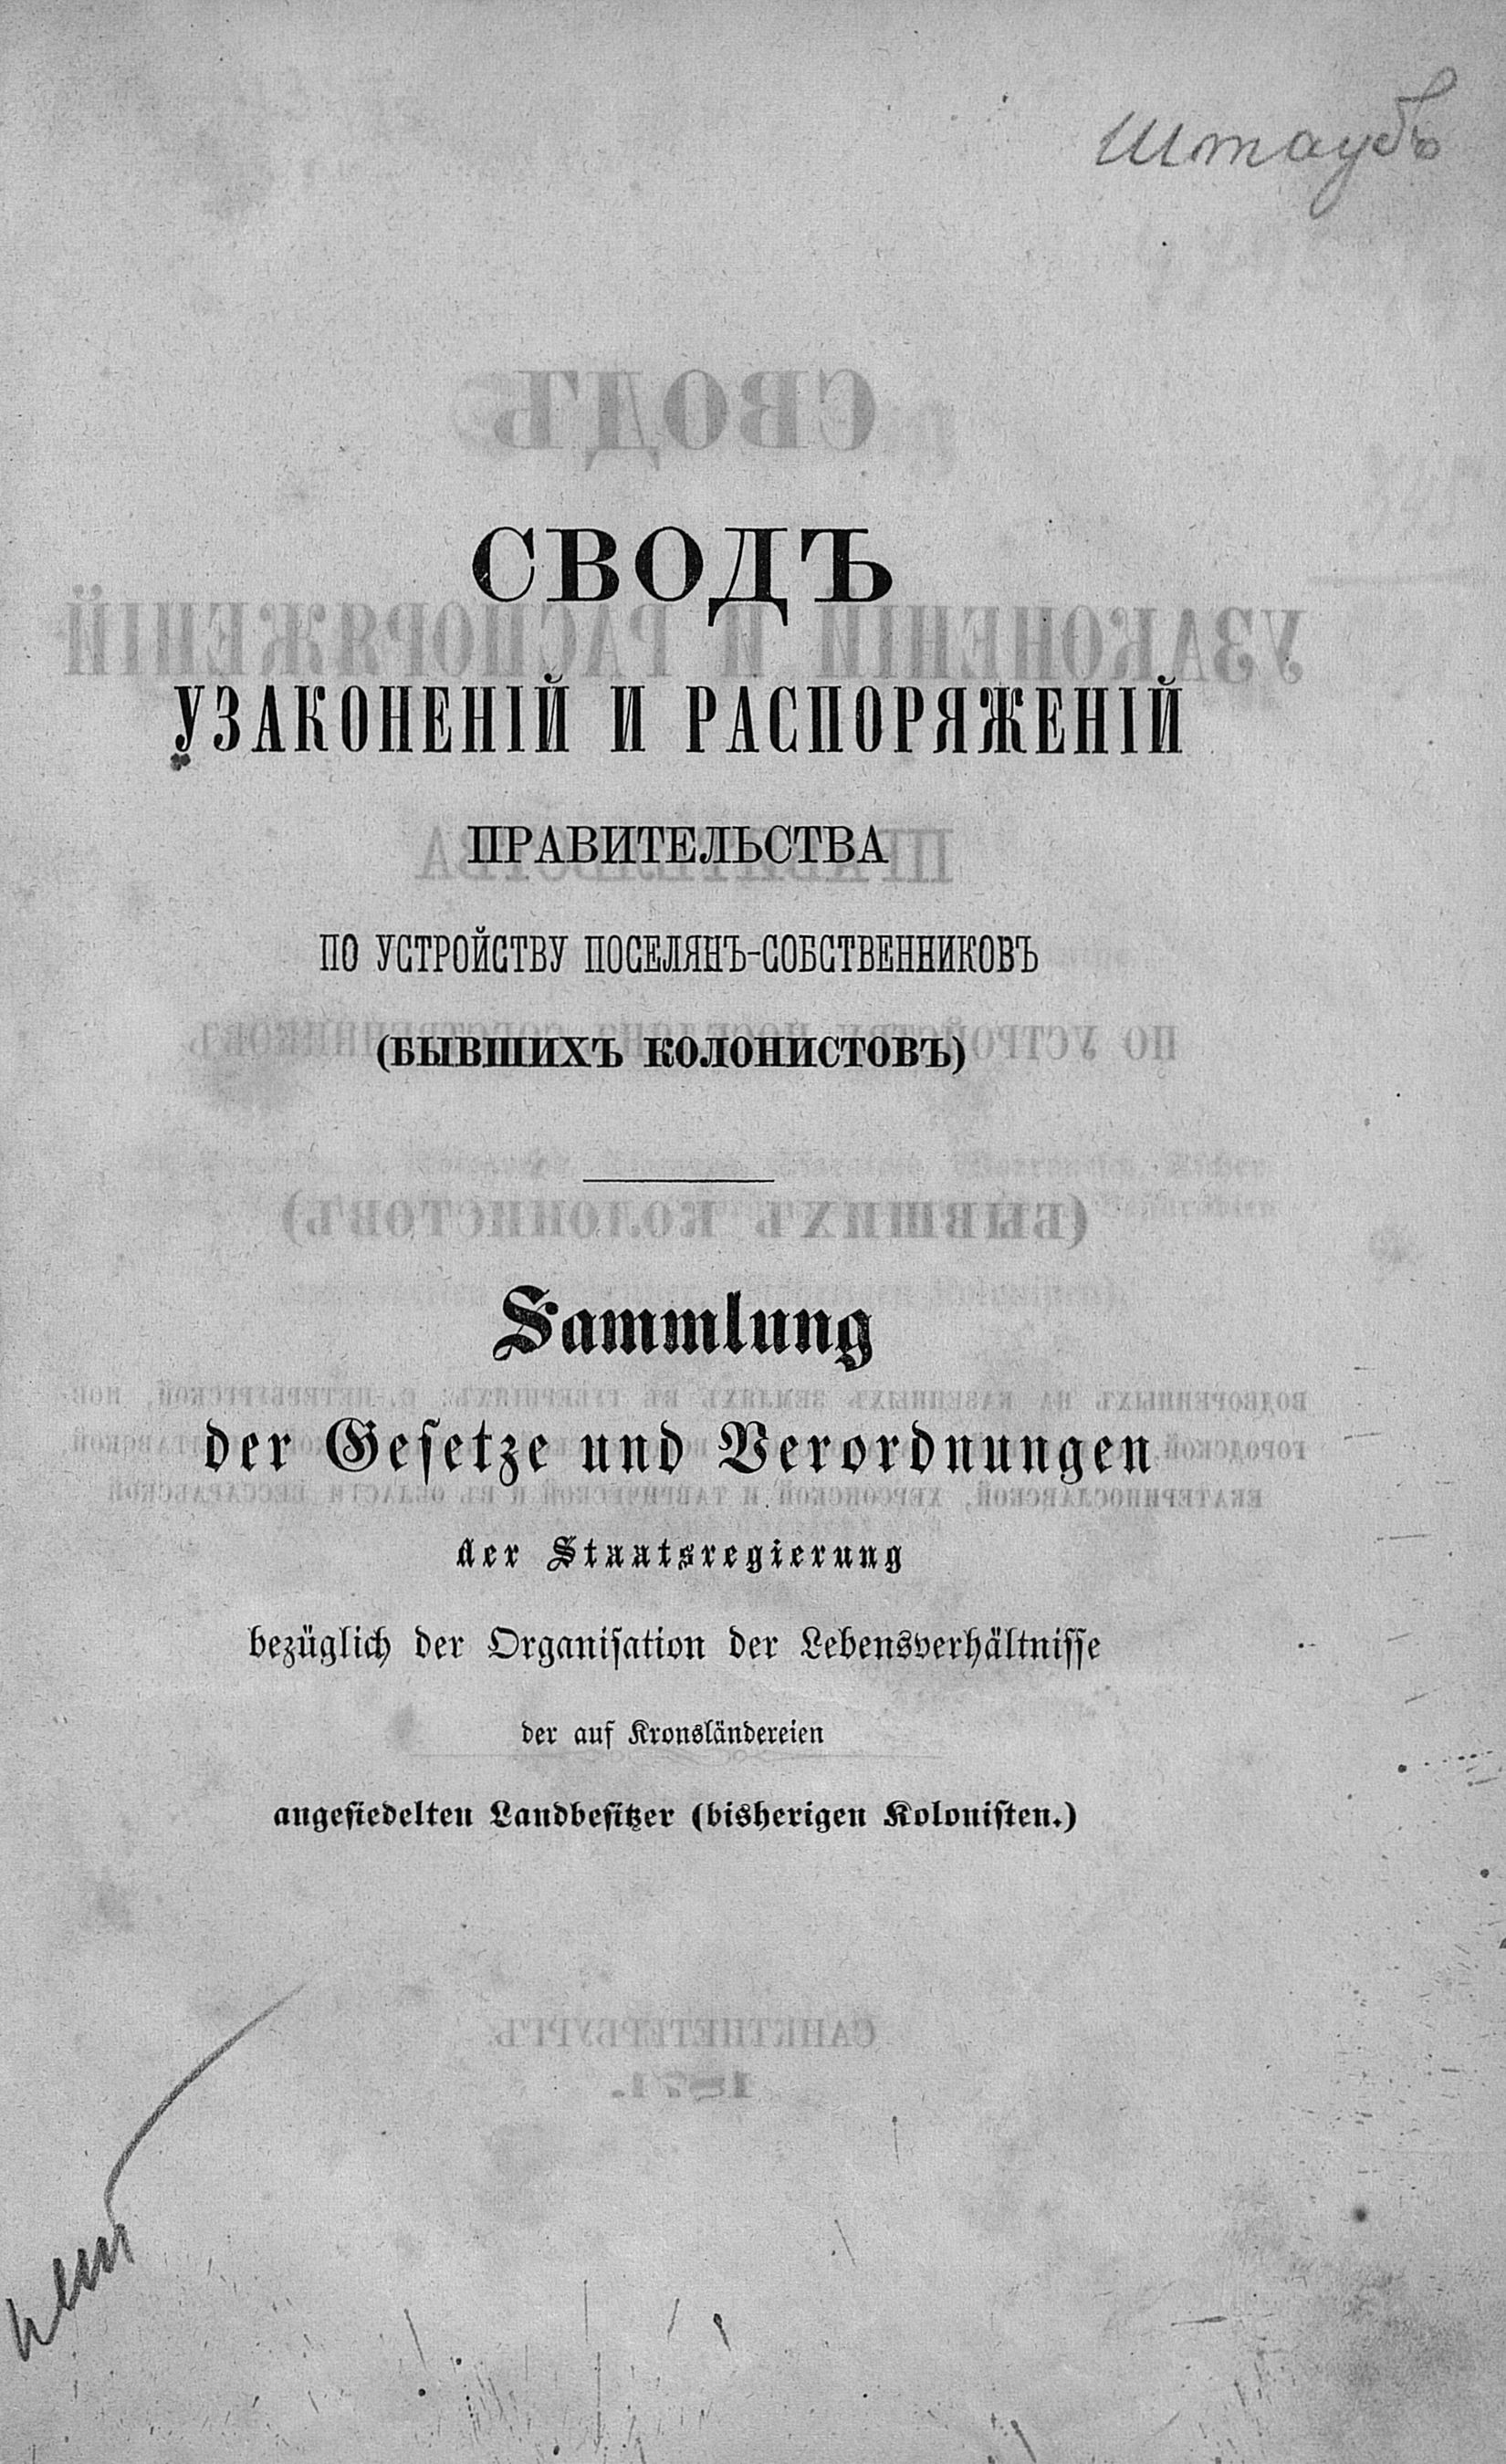 Штаубъ
СВОДЪ
УЗАКОНЕНІЙ И РАСПОРЯЖЕНІЙ
ПРАВИТЕЛЬСТВА
ПО УСТРОЙСТВУ ПОСЕЛЯНЪ-СОБСТВЕННИКОВЪ
(БЫВШИХЪ КОЛОНИСТОВЪ)
Sammlung
der Geſetze und Verordnungen
der Staatsregierung
bezüglich der Organiſation der Lebensverhältniſſe
der auf Kronsländereien
angeſiedelten Landbeſitzer (bisherigen Koloniſten.)